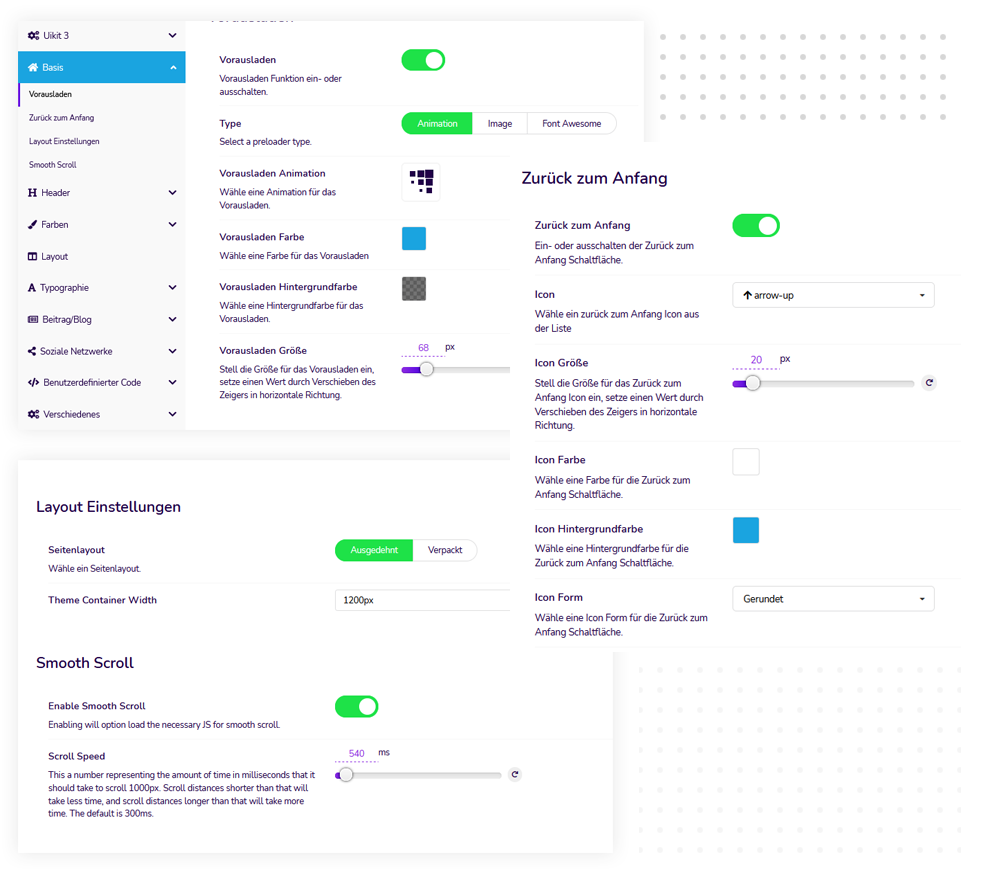 Uikit 3
Basis
Vorausladen
Zurück zum Anfang
Layout Einstellungen
Smooth Scroll
Header
Farben
Layout
Typographie
Beitrag/Blog
Soziale Netzwerke
Benutzerdefinierter Code
Verschiedenes
Vorausladen
Vorausladen Funktion ein- oder
ausschalten.
Type
Animation
Image
Font Awesome
Select a preloader type.
Vorausladen Animation
Wähle eine Animation für das
Vorausladen.
Vorausladen Farbe
Wähle eine Farbe für das Vorausladen
Vorausladen Hintergrundfarbe
Wähle eine Hintergrundfarbe für das
Vorausladen.
Vorausladen Größe
68 px
Stell die Größe für das Vorausladen ein,
setze einen Wert durch Verschieben des
Zeigers in horizontale Richtung.
Zurück zum Anfang
Zurück zum Anfang
Ein- oder ausschalten der Zurück zum
Anfang Schaltfläche.
Icon
arrow-up
Wähle ein zurück zum Anfang Icon aus
der Liste
Icon Größe
20 px
Stell die Größe für das Zurück zum
Anfang Icon ein, setze einen Wert durch
Verschieben des Zeigers in horizontale
Richtung.
Icon Farbe
Wähle eine Farbe für die Zurück zum
Anfang Schaltfläche.
Icon Hintergrundfarbe
Wähle eine Hintergrundfarbe für die
Zurück zum Anfang Schaltfläche.
Icon Form
Gerundet
Wähle eine Icon Form für die Zurück zum
Anfang Schaltfläche.
Layout Einstellungen
Seitenlayout
Ausgedehnt
Verpackt
Wähle ein Seitenlayout.
Theme Container Width
1200px
Smooth Scroll
Enable Smooth Scroll
Enabling will option load the necessary JS for smooth scroll.
Scroll Speed
540 ms
This a number representing the amount of time in milliseconds that it
should take to scroll 1000px. Scroll distances shorter than that will
take less time, and scroll distances longer than that will take more
time. The default is 300ms.